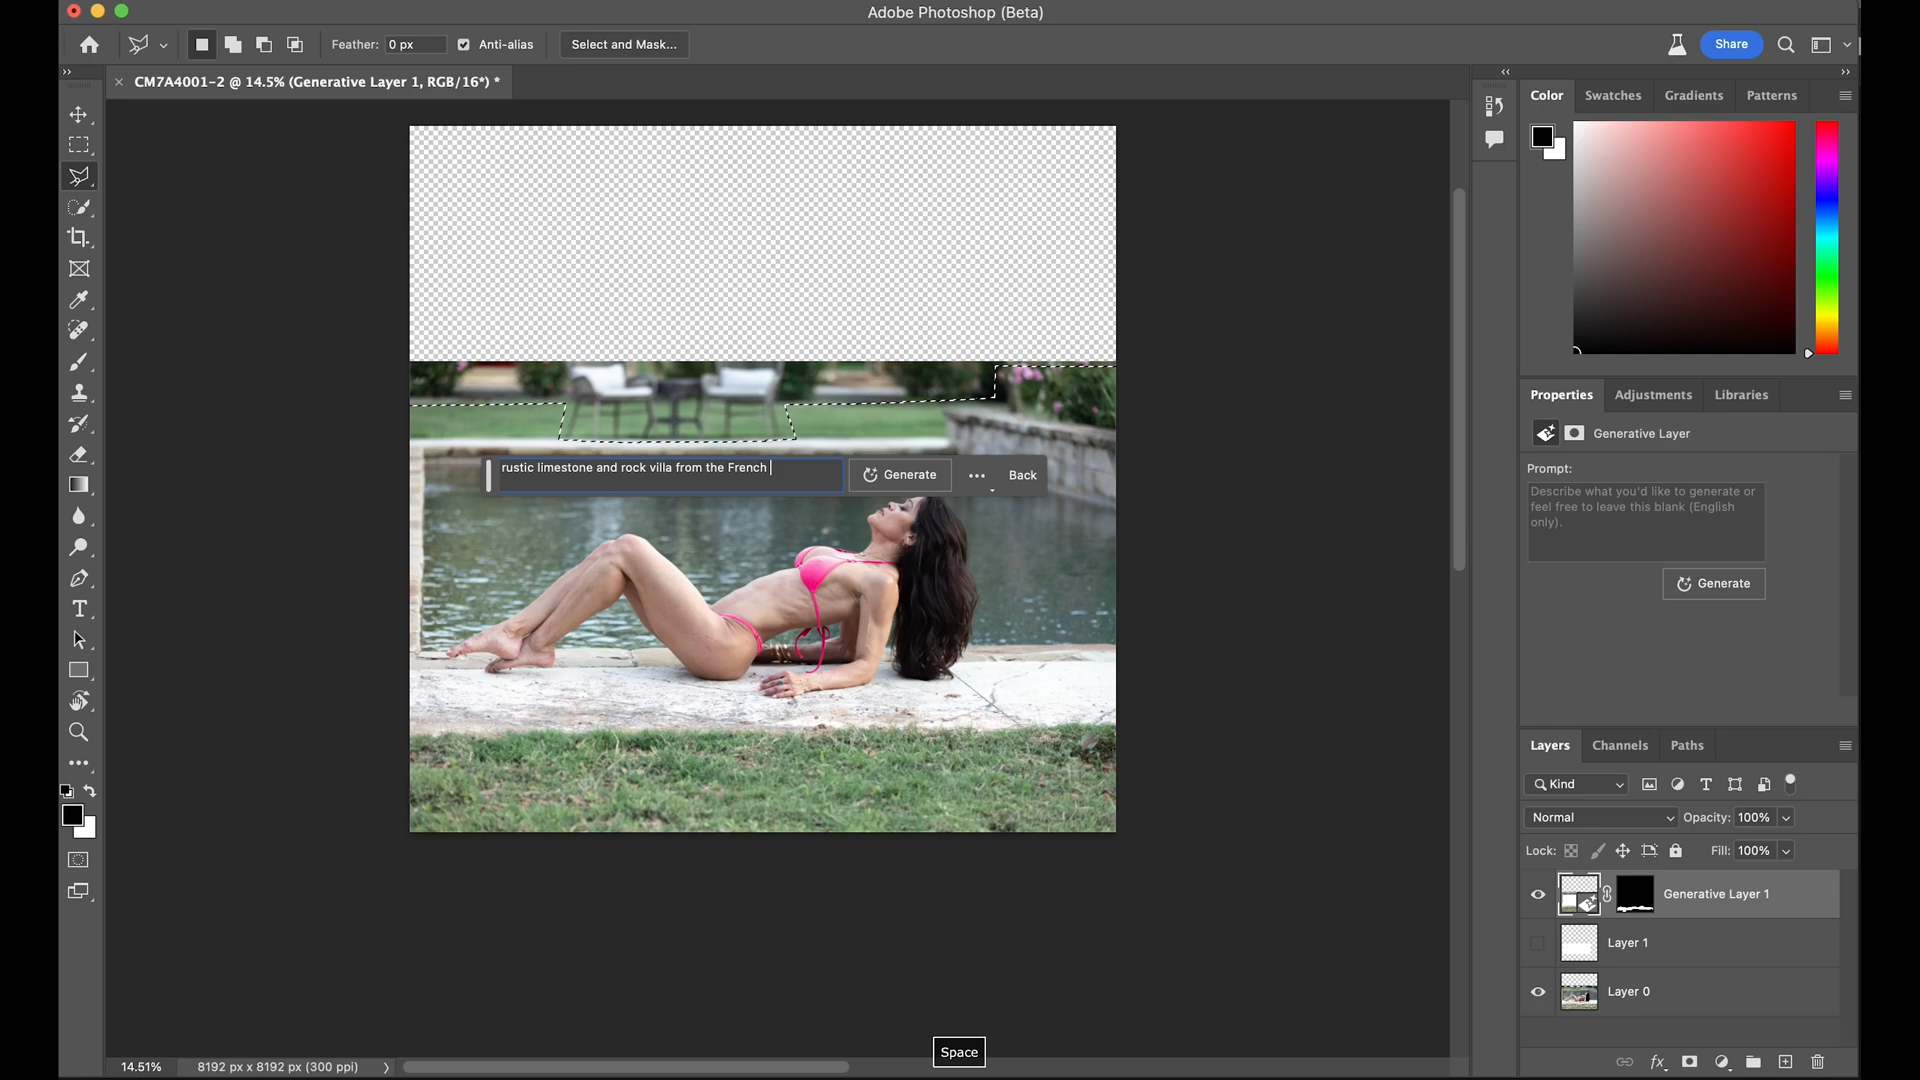 Adobe Photoshop (Beta)
Feather: 0 px Anti-alias Select and Mask... Share
CM7A4001-2 @ 14.5% (Generative Layer 1, RGB/16*) *
Color Swatches Gradients Patterns
Properties Adjustments Libraries
Generative Layer
Prompt:
Describe what you'd like to generate or
feel free to leave this blank (English
only).
Generate
rustic limestone and rock villa from the French
Generate
Back
Layers Channels Paths
Kind
Normal Opacity: 100%
Lock: Fill: 100%
Generative Layer 1
Layer 1
Layer 0
Space
14.51% 8192 px x 8192 px (300 ppi)